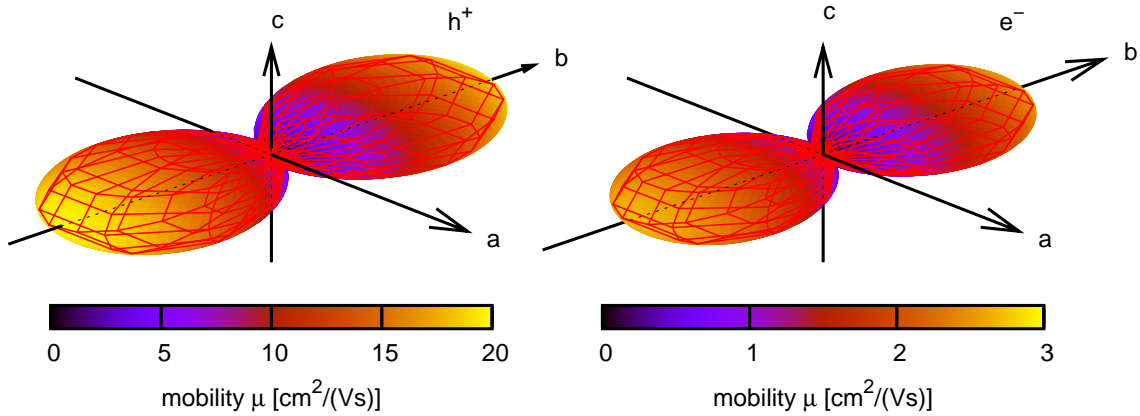 c
h⁺
b
a
0 5 10 15 20
mobility μ [cm²/(Vs)]
c
e⁻
b
a
0 1 2 3
mobility μ [cm²/(Vs)]